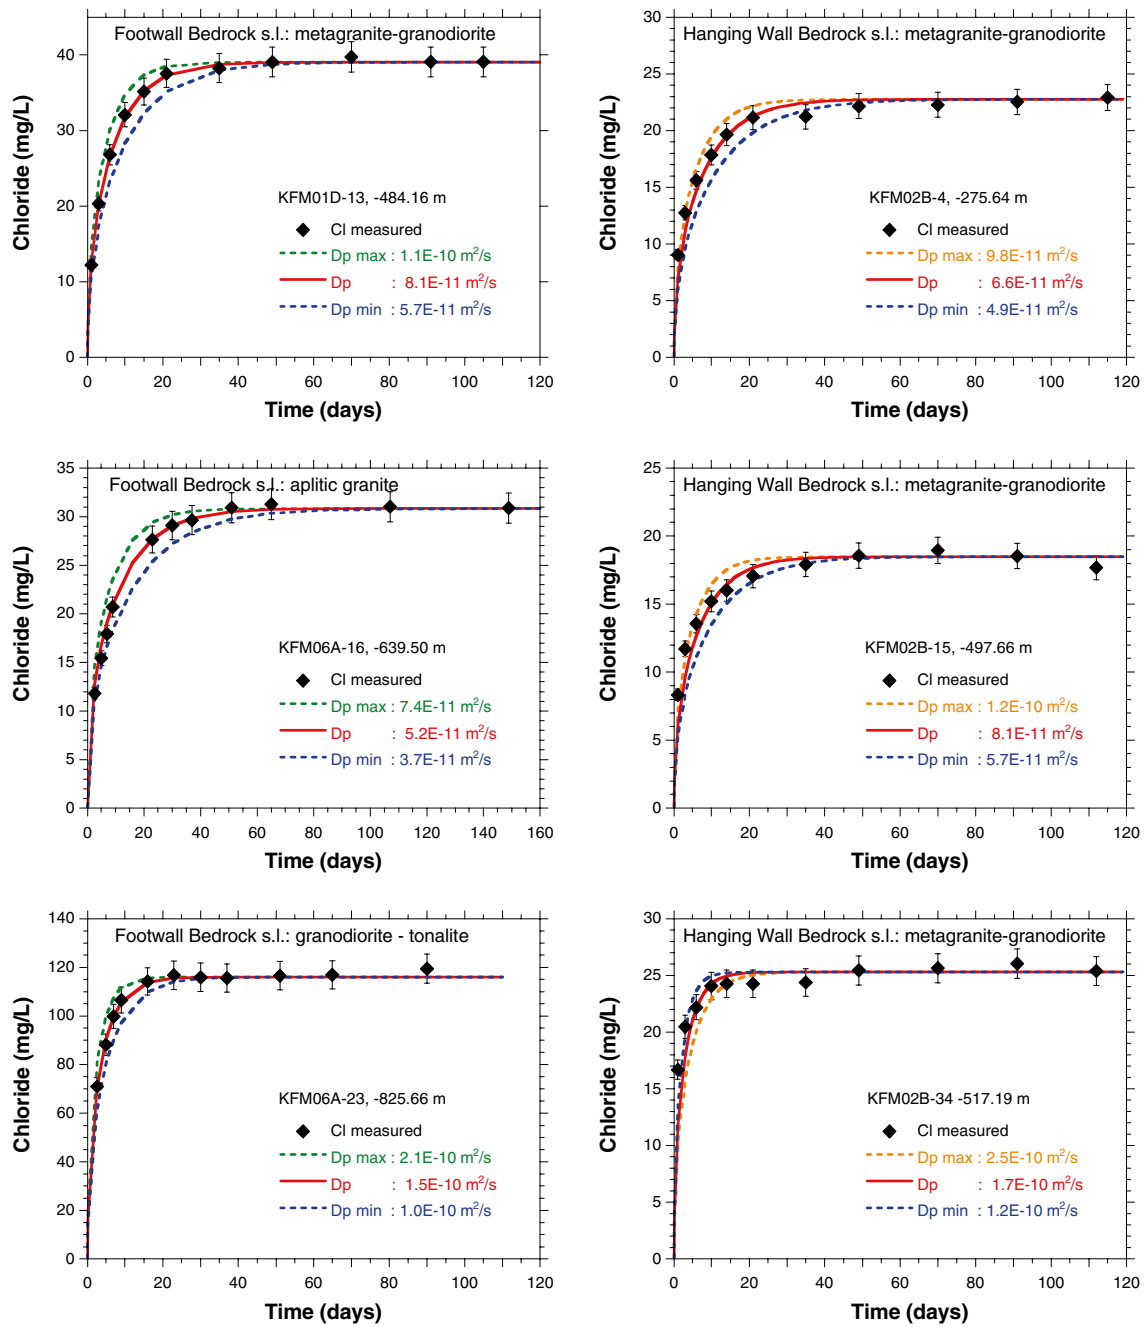 Footwall Bedrock s.l.: metagranite-granodiorite
Chloride (mg/L)
40
30
20
10
0
KFM01D-13, -484.16 m
Cl measured
Dp max : 1.1E-10 m²/s
Dp : 8.1E-11 m²/s
Dp min : 5.7E-11 m²/s
0 20 40 60 80 100 120
Time (days)
Hanging Wall Bedrock s.l.: metagranite-granodiorite
Chloride (mg/L)
30
25
20
15
10
5
0
KFM02B-4, -275.64 m
Cl measured
Dp max : 9.8E-11 m²/s
Dp : 6.6E-11 m²/s
Dp min : 4.9E-11 m²/s
0 20 40 60 80 100 120
Time (days)
Footwall Bedrock s.l.: aplitic granite
Chloride (mg/L)
35
30
25
20
15
10
5
0
KFM06A-16, -639.50 m
Cl measured
Dp max : 7.4E-11 m²/s
Dp : 5.2E-11 m²/s
Dp min : 3.7E-11 m²/s
0 20 40 60 80 100 120 140 160
Time (days)
Hanging Wall Bedrock s.l.: metagranite-granodiorite
Chloride (mg/L)
25
20
15
10
5
0
KFM02B-15, -497.66 m
Cl measured
Dp max : 1.2E-10 m²/s
Dp : 8.1E-11 m²/s
Dp min : 5.7E-11 m²/s
0 20 40 60 80 100 120
Time (days)
Footwall Bedrock s.l.: granodiorite - tonalite
Chloride (mg/L)
140
120
100
80
60
40
20
0
KFM06A-23, -825.66 m
Cl measured
Dp max : 2.1E-10 m²/s
Dp : 1.5E-10 m²/s
Dp min : 1.0E-10 m²/s
0 20 40 60 80 100 120
Time (days)
Hanging Wall Bedrock s.l.: metagranite-granodiorite
Chloride (mg/L)
30
25
20
15
10
5
0
KFM02B-34 -517.19 m
Cl measured
Dp max : 2.5E-10 m²/s
Dp : 1.7E-10 m²/s
Dp min : 1.2E-10 m²/s
0 20 40 60 80 100 120
Time (days)